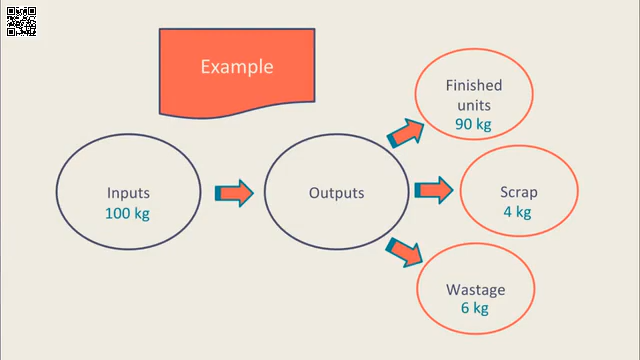 Example
Inputs
100 kg
Outputs
Finished
units
90 kg
Scrap
4 kg
Wastage
6 kg